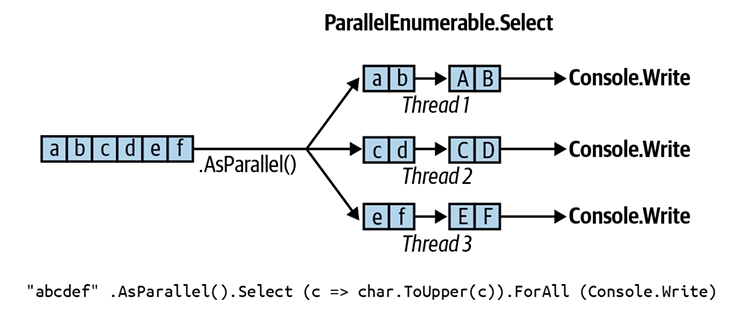 ParallelEnumerable.Select
a b A B Console.Write
Thread 1
a b c d e f .AsParallel() c d C D Console.Write
Thread 2
e f E F Console.Write
Thread 3
"abcdef" .AsParallel().Select (c => char.ToUpper(c)).ForAll (Console.Write)